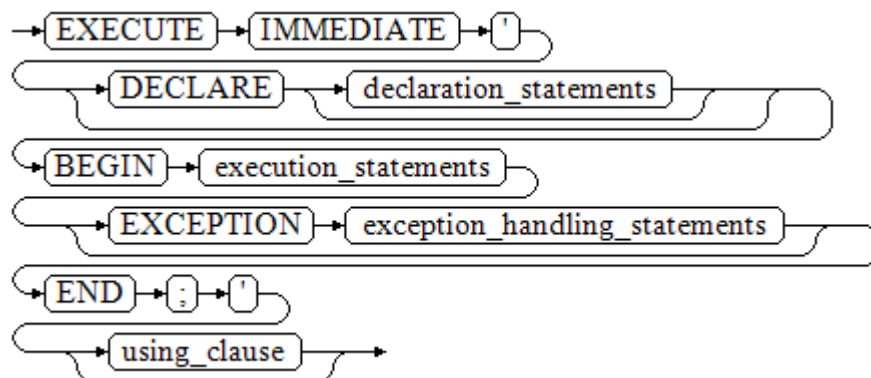 EXECUTE IMMEDIATE '
DECLARE declaration_statements
BEGIN execution_statements
EXCEPTION exception_handling_statements
END ; '
using_clause